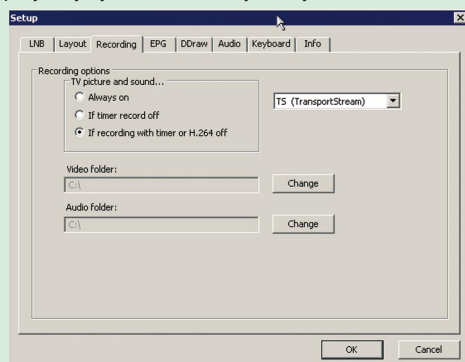 Setup
LNB Layout Recording EPG DDraw Audio Keyboard Info
Recording options
TV picture and sound...
Always on
TS (TransportStream)
If timer record off
If recording with timer or H.264 off
Video folder:
C:\
Change
Audio folder:
C:\
Change
OK Cancel